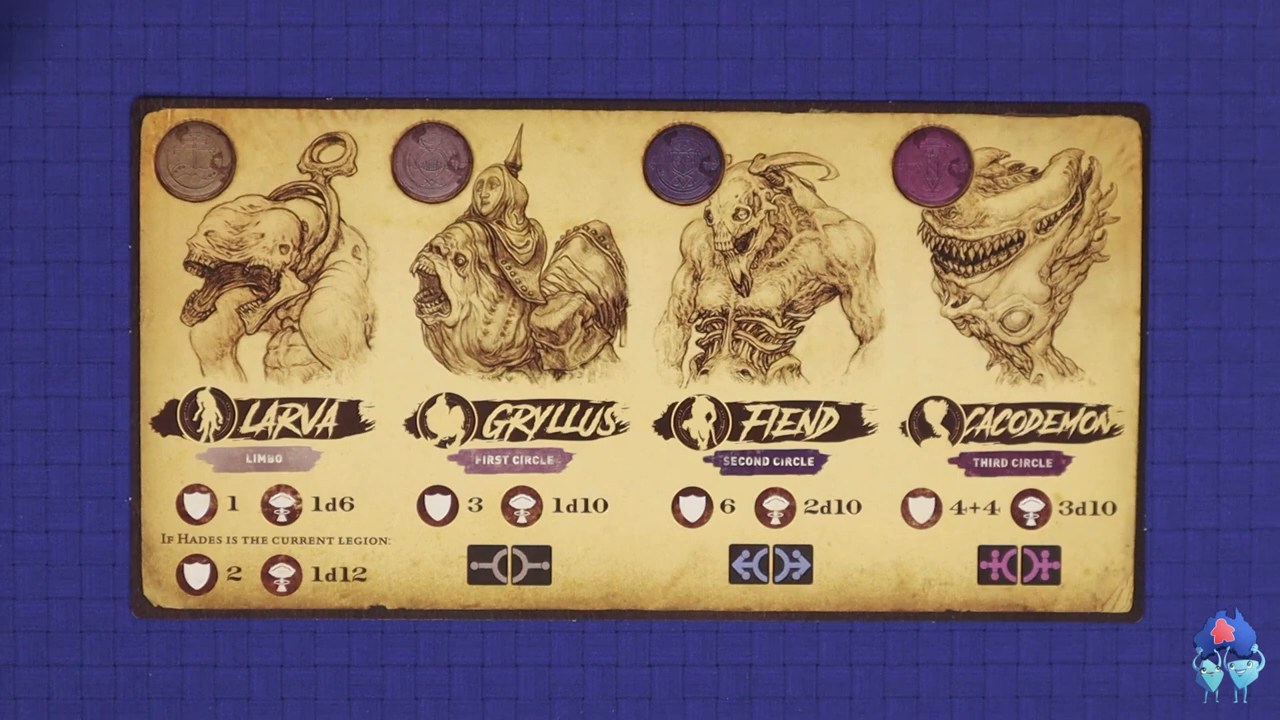 LARVA
LIMBO
1 1d6
IF HADES IS THE CURRENT LEGION:
2 1d12
GRYLLUS
FIRST CIRCLE
3 1d10
FIEND
SECOND CIRCLE
6 2d10
CACODEMON
THIRD CIRCLE
4+4 3d10